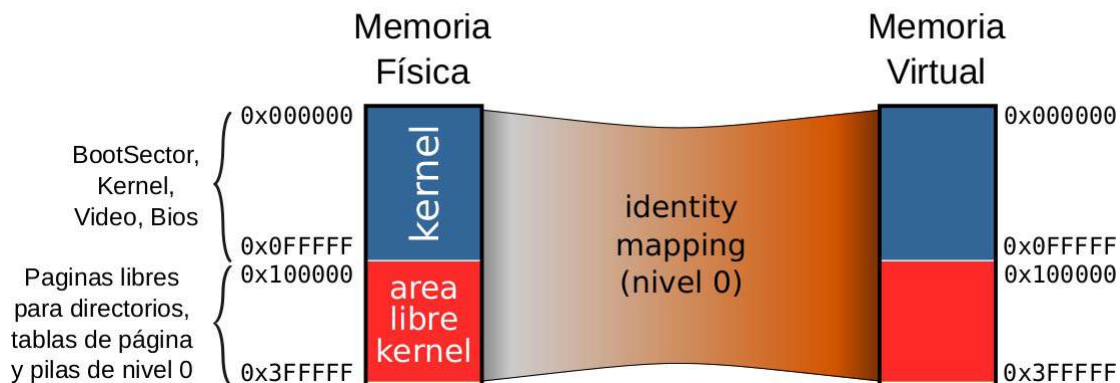 Memoria
Física
Memoria
Virtual
0x000000
0x000000
BootSector,
Kernel,
Video, Bios
kernel
identity
mapping
(nivel 0)
0x0FFFFF
0x0FFFFF
Paginas libres
para directorios,
tablas de página
y pilas de nivel 0
0x100000
0x100000
area
libre
kernel
0x3FFFFF
0x3FFFFF